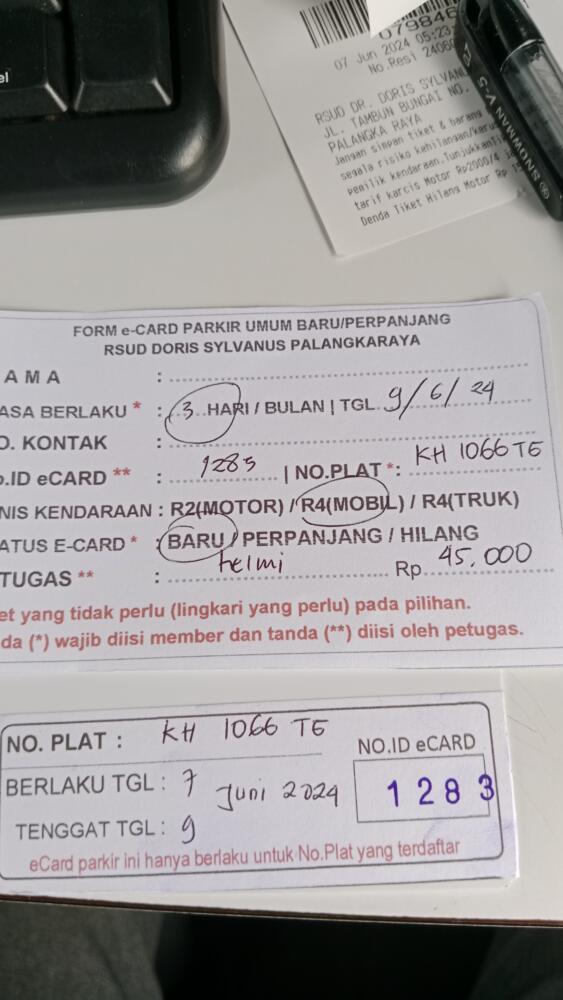 el
079846
07 Jun 2024 05:23
No.Resi 2406
RSUD DR. DORIS SYLVAN
JL. TAMBUN BUNGAI NO.
PALANGKA RAYA
Jangan simpan tiket & barang
segala risiko kehilangan/kerus
pemilik kendaraan.Tunjukkan
tarif karcis Motor Rp2000/4
Denda Tiket Hilang Motor Rp
SNOWMAN V-5
FORM e-CARD PARKIR UMUM BARU/PERPANJANG
RSUD DORIS SYLVANUS PALANGKARAYA
AMA :
ASA BERLAKU * : 3 HARI / BULAN | TGL. 9/6/24
O. KONTAK :
o.ID eCARD ** : 1283 | NO.PLAT *: KH 1066 TE
NIS KENDARAAN : R2(MOTOR) / R4(MOBIL) / R4(TRUK)
ATUS E-CARD * : BARU / PERPANJANG / HILANG
TUGAS ** : helmi Rp. 45.000
et yang tidak perlu (lingkari yang perlu) pada pilihan.
da (*) wajib diisi member dan tanda (**) diisi oleh petugas.
NO. PLAT : KH 1066 TE
NO.ID eCARD
BERLAKU TGL : 7 Juni 2024
1283
TENGGAT TGL : 9
eCard parkir ini hanya berlaku untuk No.Plat yang terdaftar